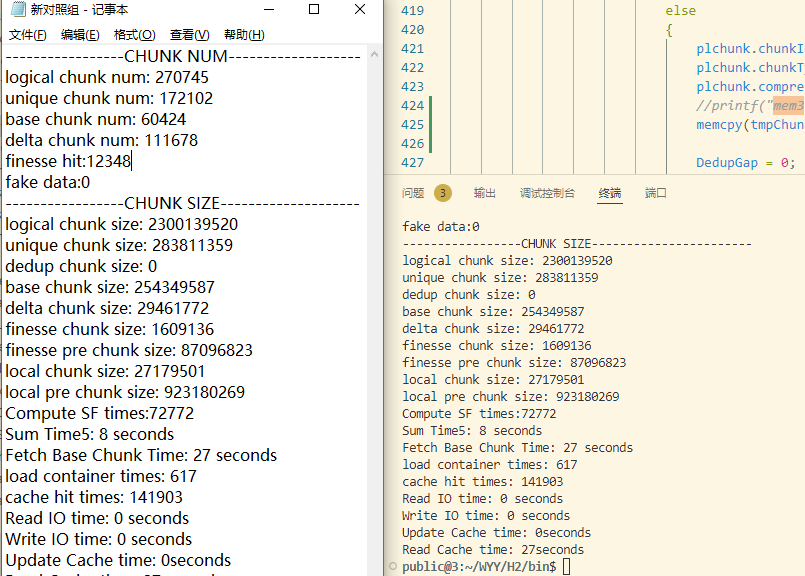 新对照组 - 记事本
文件(F) 编辑(E) 格式(O) 查看(V) 帮助(H)
-----------------CHUNK NUM-------------------
logical chunk num: 270745
unique chunk num: 172102
base chunk num: 60424
delta chunk num: 111678
finesse hit:12348
fake data:0
-----------------CHUNK SIZE--------------------
logical chunk size: 2300139520
unique chunk size: 283811359
dedup chunk size: 0
base chunk size: 254349587
delta chunk size: 29461772
finesse chunk size: 1609136
finesse pre chunk size: 87096823
local chunk size: 27179501
local pre chunk size: 923180269
Compute SF times:72772
Sum Time5: 8 seconds
Fetch Base Chunk Time: 27 seconds
load container times: 617
cache hit times: 141903
Read IO time: 0 seconds
Write IO time: 0 seconds
Update Cache time: 0seconds
419 else
420 {
421 plchunk.chunkI
422 plchunk.chunkT
423 plchunk.compre
424 //printf("mem3
425 memcpy(tmpChun
426
427 DedupGap = 0;
问题 3 输出 调试控制台 终端 端口
fake data:0
-----------------CHUNK SIZE-----------------------
logical chunk size: 2300139520
unique chunk size: 283811359
dedup chunk size: 0
base chunk size: 254349587
delta chunk size: 29461772
finesse chunk size: 1609136
finesse pre chunk size: 87096823
local chunk size: 27179501
local pre chunk size: 923180269
Compute SF times:72772
Sum Time5: 8 seconds
Fetch Base Chunk Time: 27 seconds
load container times: 617
cache hit times: 141903
Read IO time: 0 seconds
Write IO time: 0 seconds
Update Cache time: 0seconds
Read Cache time: 27seconds
public@3:~/WYY/H2/bin$